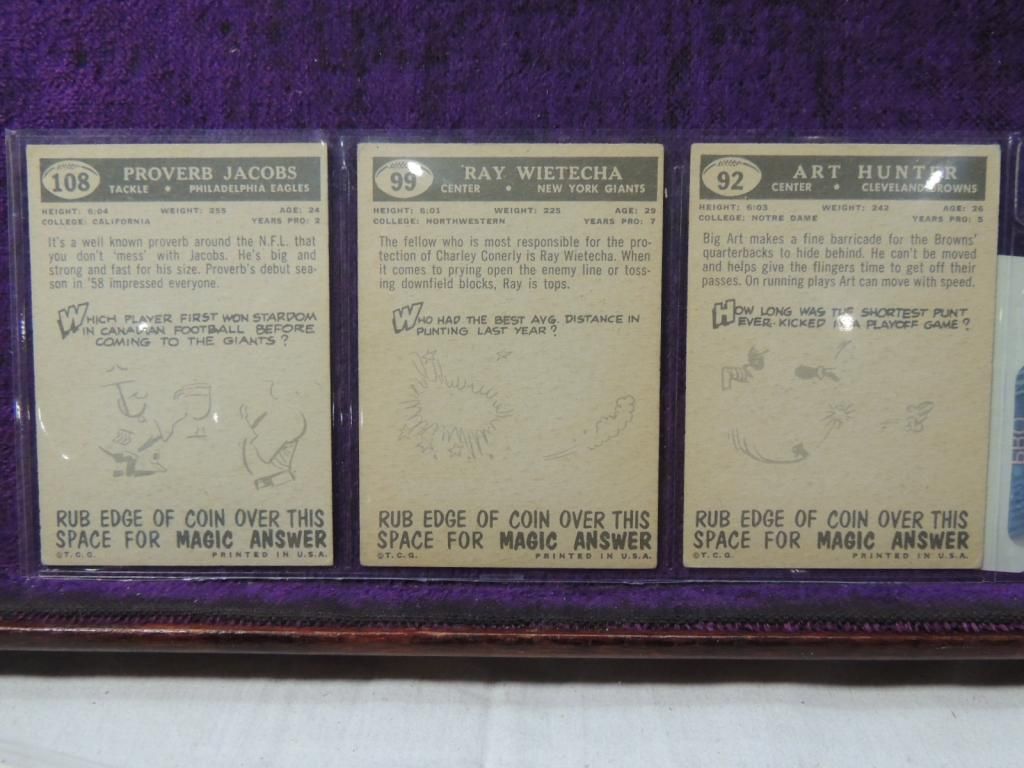 108
PROVERB JACOBS
TACKLE • PHILADELPHIA EAGLES
HEIGHT: 6:04 WEIGHT: 255 AGE: 24
COLLEGE: CALIFORNIA YEARS PRO: 2
It's a well known proverb around the N.F.L. that
you don't 'mess' with Jacobs. He's big and
strong and fast for his size. Proverb's debut sea-
son in '58 impressed everyone.
WHICH PLAYER FIRST WON STARDOM
IN CANADIAN FOOTBALL BEFORE
COMING TO THE GIANTS?
RUB EDGE OF COIN OVER THIS
SPACE FOR MAGIC ANSWER
©T.C.G. PRINTED IN U.S.A.
99
RAY WIETECHA
CENTER • NEW YORK GIANTS
HEIGHT: 6:01 WEIGHT: 225 AGE: 29
COLLEGE: NORTHWESTERN YEARS PRO: 7
The fellow who is most responsible for the pro-
tection of Charley Conerly is Ray Wietecha. When
it comes to prying open the enemy line or toss-
ing downfield blocks, Ray is tops.
WHO HAD THE BEST AVG. DISTANCE IN
PUNTING LAST YEAR?
RUB EDGE OF COIN OVER THIS
SPACE FOR MAGIC ANSWER
©T.C.G. PRINTED IN U.S.A.
92
ART HUNTER
CENTER • CLEVELAND BROWNS
HEIGHT: 6:03 WEIGHT: 242 AGE: 26
COLLEGE: NOTRE DAME YEARS PRO: 5
Big Art makes a fine barricade for the Browns'
quarterbacks to hide behind. He can't be moved
and helps give the flingers time to get off their
passes. On running plays Art can move with speed.
HOW LONG WAS THE SHORTEST PUNT
EVER KICKED IN A PLAYOFF GAME?
RUB EDGE OF COIN OVER THIS
SPACE FOR MAGIC ANSWER
©T.C.G. PRINTED IN U.S.A.